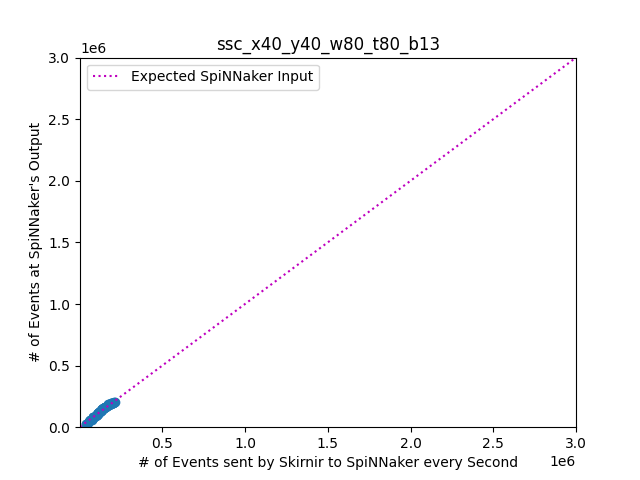 ssc_x40_y40_w80_t80_b13
1e6
3.0
Expected SpiNNaker Input
2.5
2.0
1.5
1.0
0.5
0.0
# of Events at SpiNNaker's Output
0.5 1.0 1.5 2.0 2.5 3.0
# of Events sent by Skirnir to SpiNNaker every Second
1e6